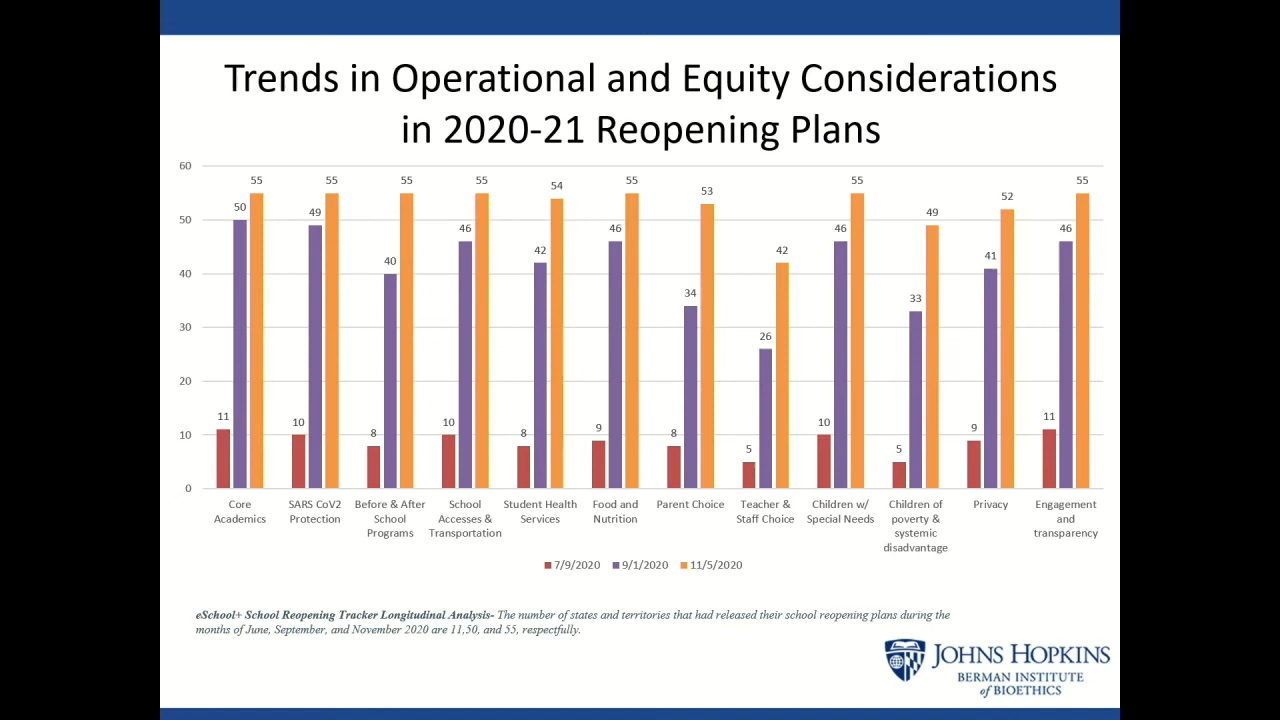 Trends in Operational and Equity Considerations
in 2020-21 Reopening Plans
60
50
40
30
20
10
0
11 50 55
10 49 55
8 40 55
10 46 55
8 42 54
9 46 55
8 34 53
5 26 42
10 46 55
5 33 49
9 41 52
11 46 55
Core
Academics
SARS CoV2
Protection
Before & After
School
Programs
School
Accesses &
Transportation
Student Health
Services
Food and
Nutrition
Parent Choice
Teacher &
Staff Choice
Children w/
Special Needs
Children of
poverty &
systemic
disadvantage
Privacy
Engagement
and
transparency
7/9/2020 9/1/2020 11/5/2020
eSchool+ School Reopening Tracker Longitudinal Analysis- The number of states and territories that had released their school reopening plans during the
months of June, September, and November 2020 are 11,50, and 55, respectfully.
JOHNS HOPKINS
BERMAN INSTITUTE
of BIOETHICS